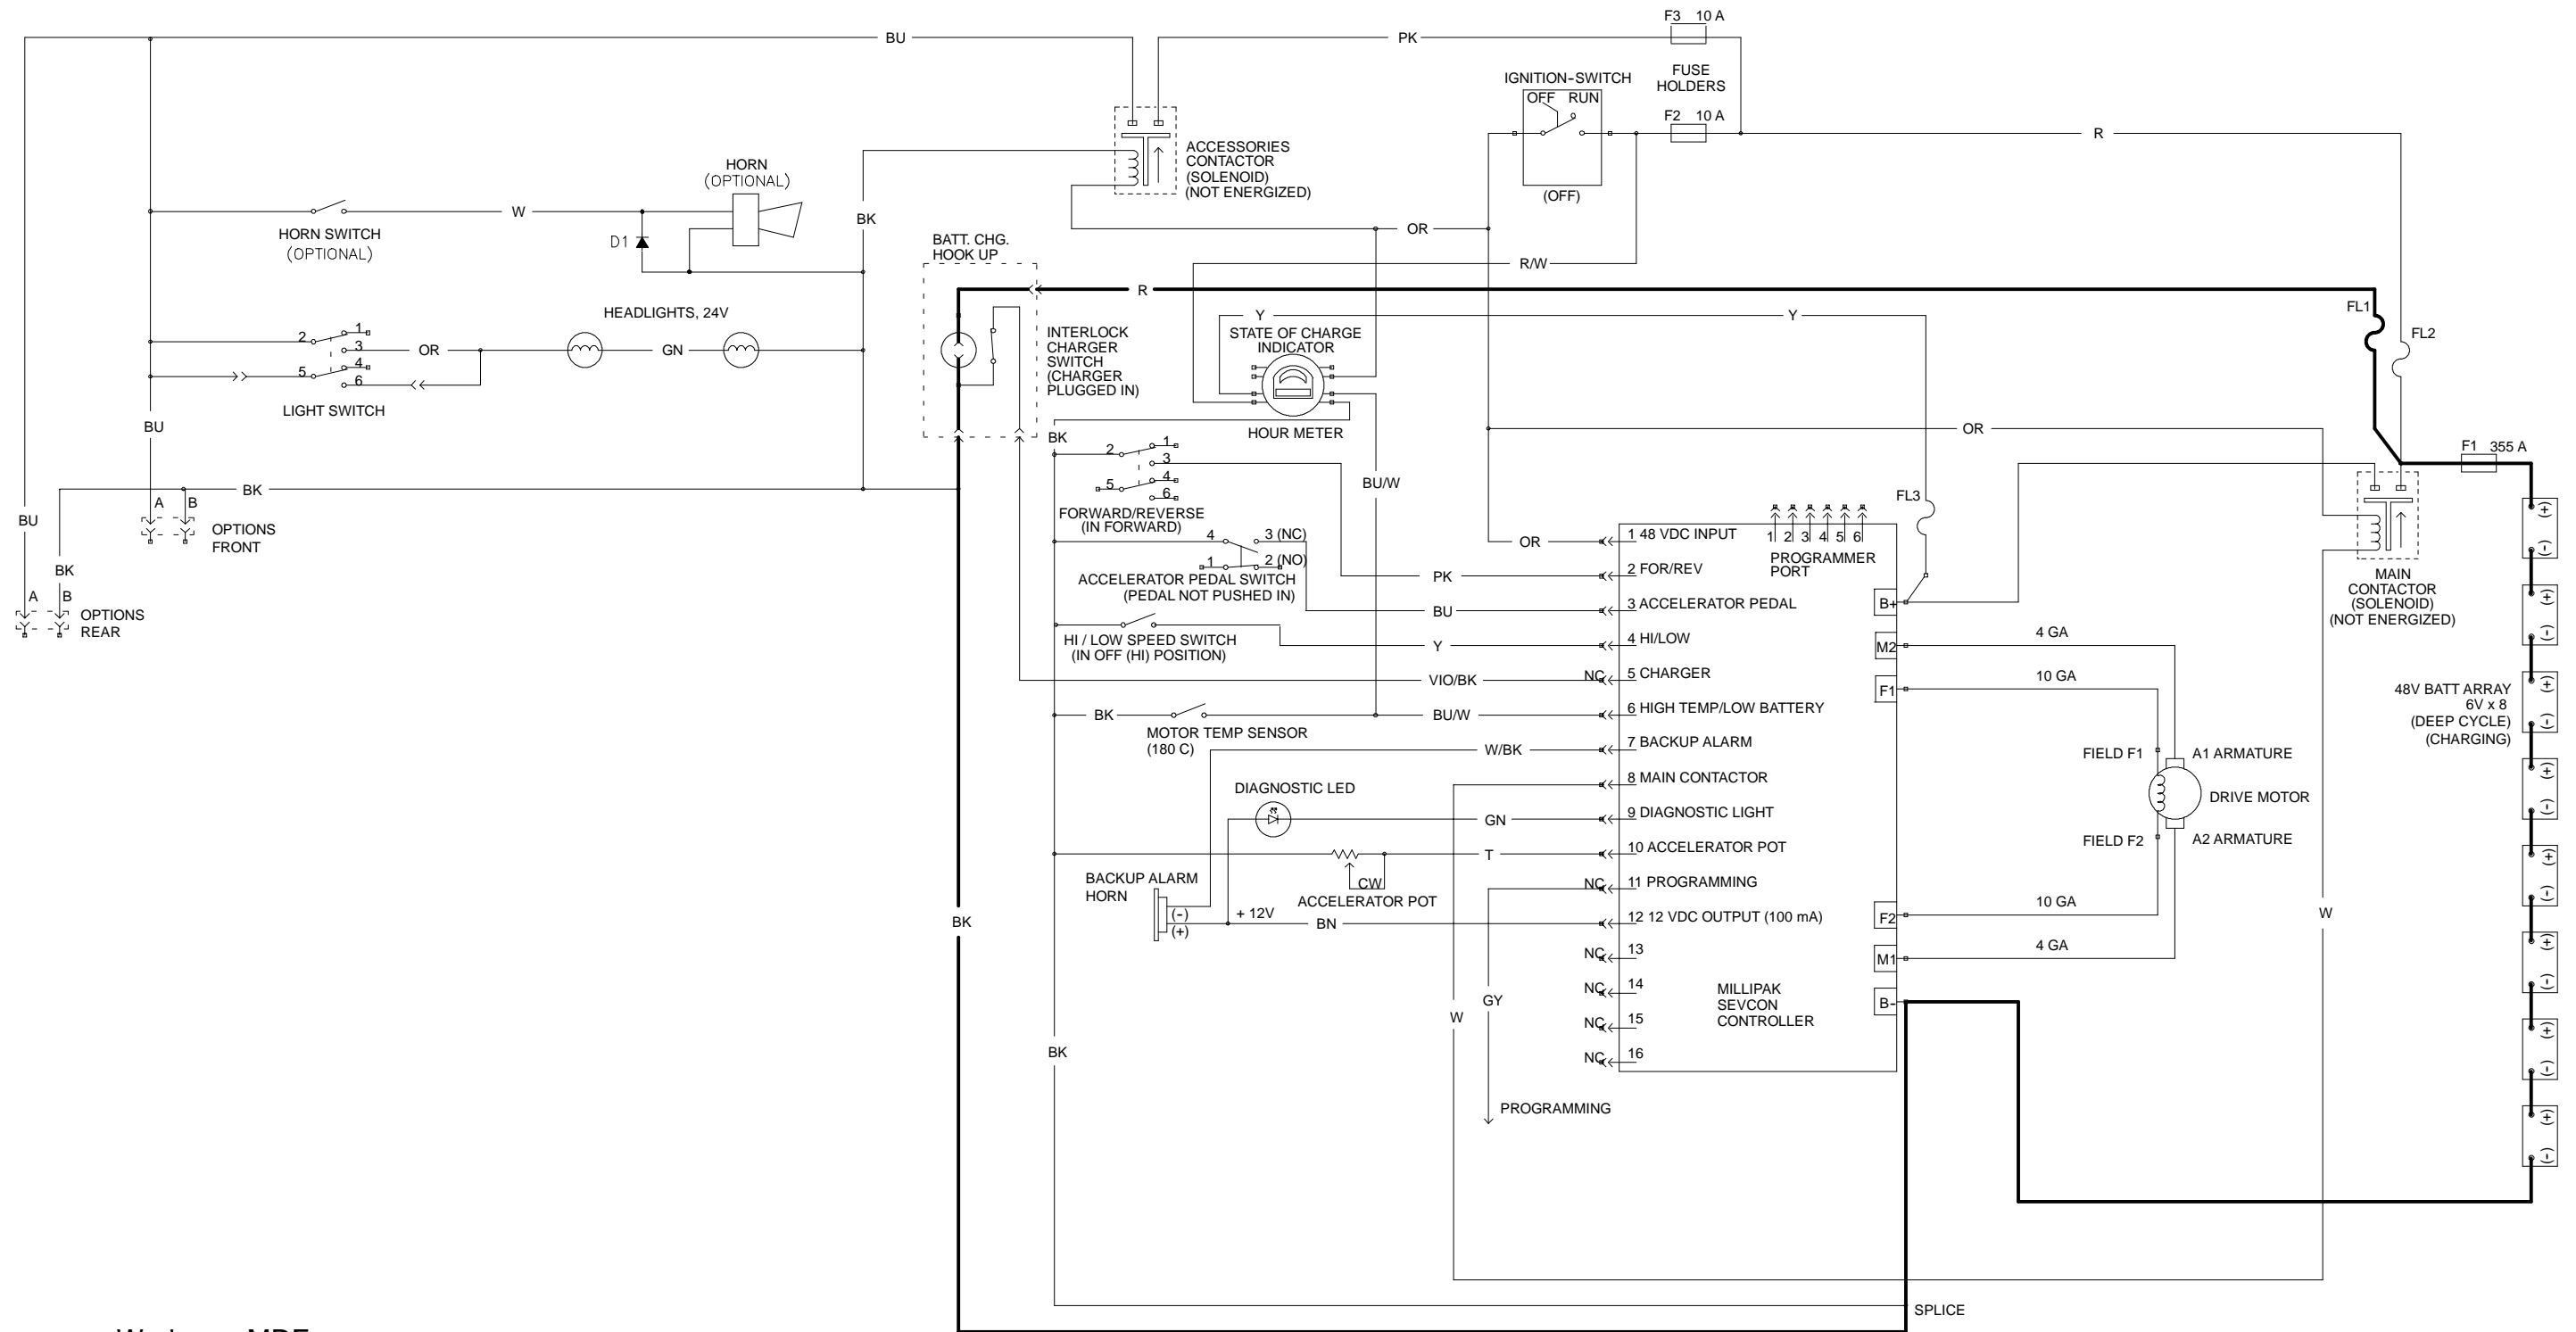 F3 10 A
BU
PK
FUSE
HOLDERS
IGNITION-SWITCH
OFF RUN
F2 10 A
R
(OFF)
ACCESSORIES
CONTACTOR
(SOLENOID)
(NOT ENERGIZED)
HORN
(OPTIONAL)
W
BK
HORN SWITCH
(OPTIONAL)
D1
OR
BATT. CHG.
HOOK UP
R/W
R
HEADLIGHTS, 24V
FL1
FL2
Y
Y
STATE OF CHARGE
INDICATOR
INTERLOCK
CHARGER
SWITCH
(CHARGER
PLUGGED IN)
2
1
3
OR
GN
5
4
6
LIGHT SWITCH
BU
HOUR METER
BK
OR
F1 355 A
2
1
3
5
4
6
FORWARD/REVERSE
(IN FORWARD)
BU/W
BK
A
B
OPTIONS
FRONT
BU
BK
A
B
OPTIONS
REAR
FL3
4
3 (NC)
1
2 (NO)
ACCELERATOR PEDAL SWITCH
(PEDAL NOT PUSHED IN)
HI / LOW SPEED SWITCH
(IN OFF (HI) POSITION)
OR
1 48 VDC INPUT
1 2 3 4 5 6
PROGRAMMER
PORT
PK
2 FOR/REV
BU
3 ACCELERATOR PEDAL
B+
Y
4 HI/LOW
M2
4 GA
VIO/BK
NC
5 CHARGER
F1
10 GA
BK
BU/W
6 HIGH TEMP/LOW BATTERY
MOTOR TEMP SENSOR
(180 C)
W/BK
7 BACKUP ALARM
8 MAIN CONTACTOR
DIAGNOSTIC LED
GN
9 DIAGNOSTIC LIGHT
T
10 ACCELERATOR POT
CW
ACCELERATOR POT
BACKUP ALARM
HORN
(-)
(+)
+ 12V
BN
NC
11 PROGRAMMING
12 12 VDC OUTPUT (100 mA)
NC
13
NC
14
NC
15
NC
16
MILLIPAK
SEVCON
CONTROLLER
F2
10 GA
M1
4 GA
B-
MAIN
CONTACTOR
(SOLENOID)
(NOT ENERGIZED)
48V BATT ARRAY
6V x 8
(DEEP CYCLE)
(CHARGING)
(+)
(-)
(+)
(-)
(+)
(-)
(+)
(-)
(+)
(-)
(+)
(-)
(+)
(-)
(+)
(-)
FIELD F1
A1 ARMATURE
DRIVE MOTOR
FIELD F2
A2 ARMATURE
W
BK
BK
W
GY
PROGRAMMING
SPLICE